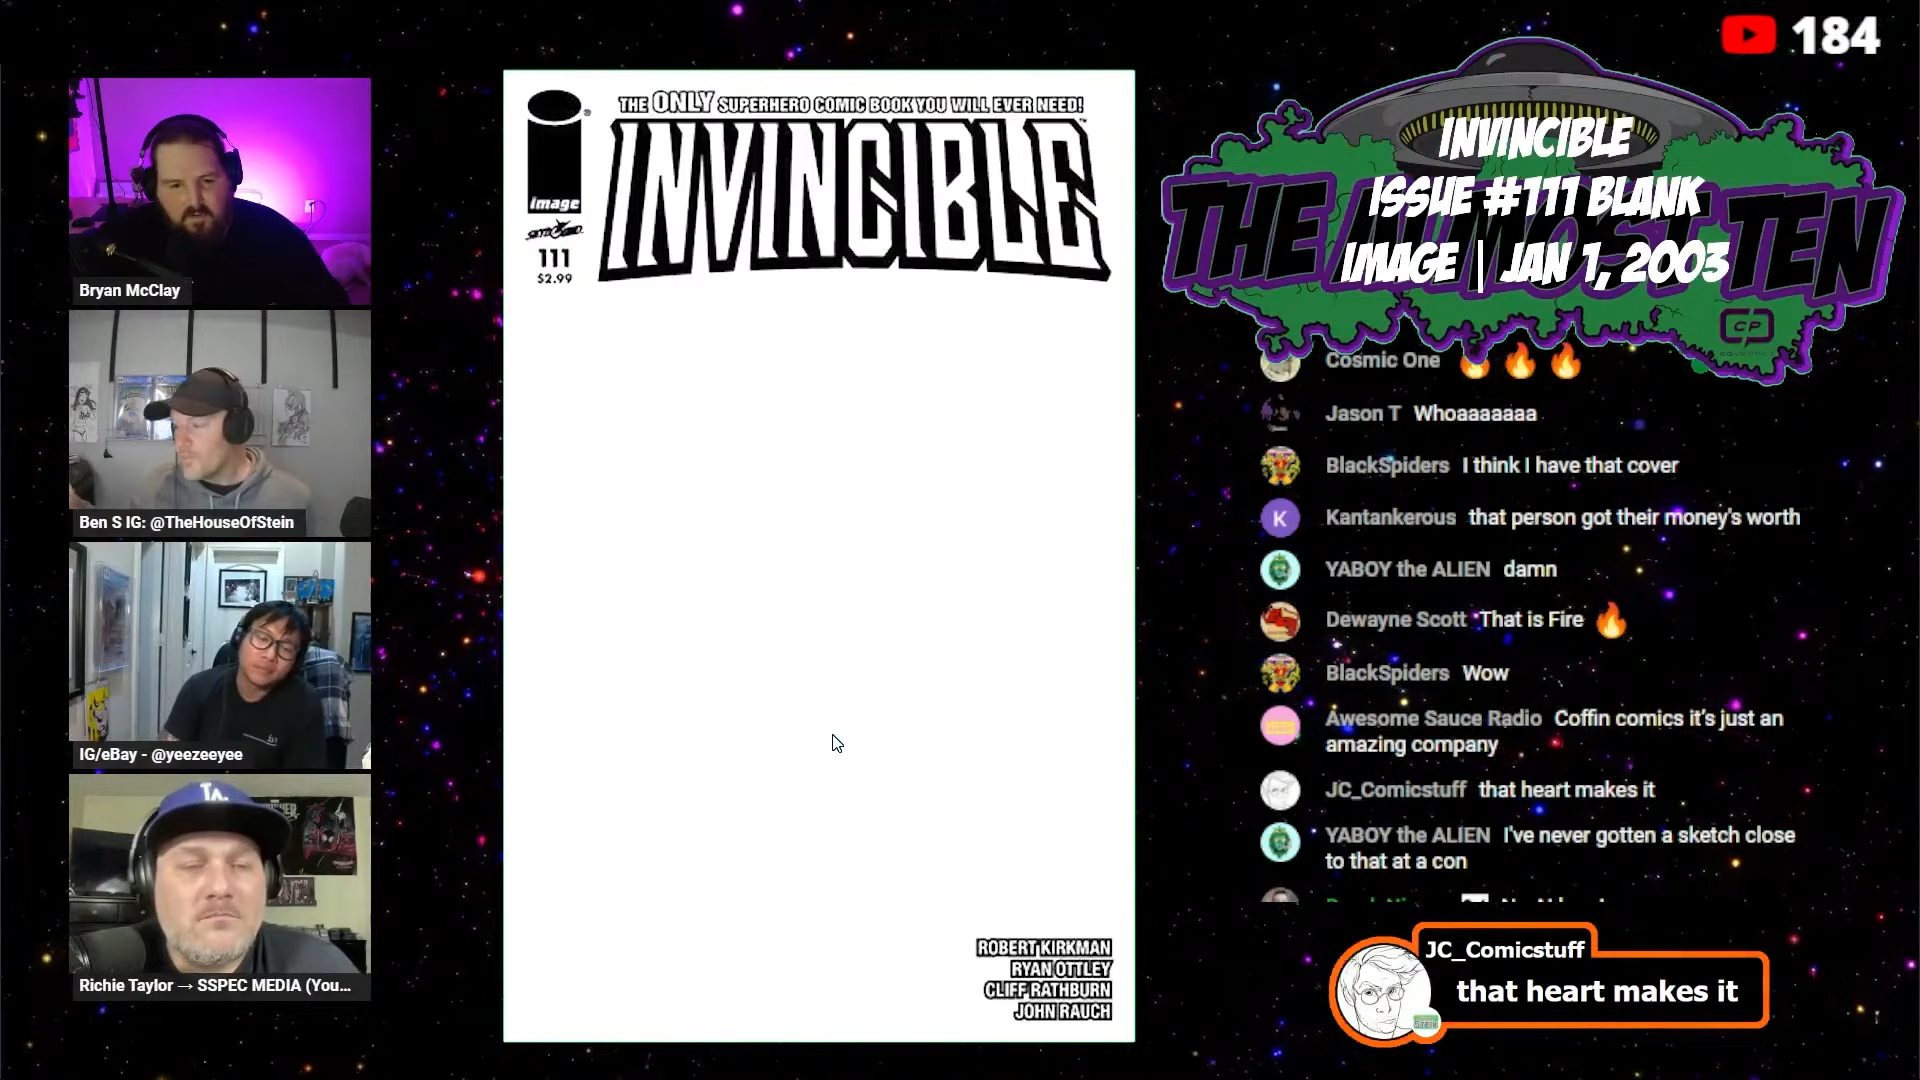 184
Bryan McClay
Ben S IG: @TheHouseOfStein
IG/eBay - @yeezeeyee
LA
Richie Taylor → SSPEC MEDIA (You...
THE ONLY SUPERHERO COMIC BOOK YOU WILL EVER NEED!
INVINCIBLE
image
111
$2.99
ROBERT KIRKMAN
RYAN OTTLEY
CLIFF RATHBURN
JOHN RAUCH
THE ALMOST TEN
CP
INVINCIBLE
ISSUE #111 BLANK
IMAGE | JAN 1, 2003
Cosmic One
Jason T Whoaaaaaaa
BlackSpiders I think I have that cover
K
Kantankerous that person got their money's worth
YABOY the ALIEN damn
Dewayne Scott That is Fire
BlackSpiders Wow
Awesome Sauce Radio Coffin comics it's just an
amazing company
JC_Comicstuff that heart makes it
YABOY the ALIEN I've never gotten a sketch close
to that at a con
JC_Comicstuff
that heart makes it